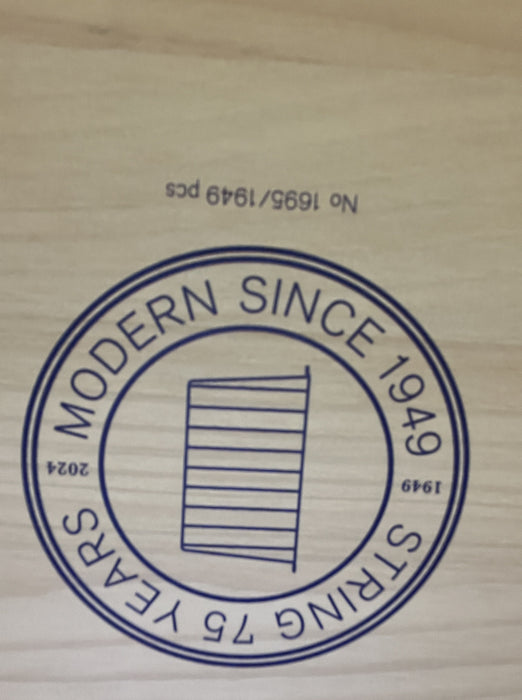 STRING 75 YEARS
1949
2024
MODERN SINCE 1949
No 1695/1949 pcs